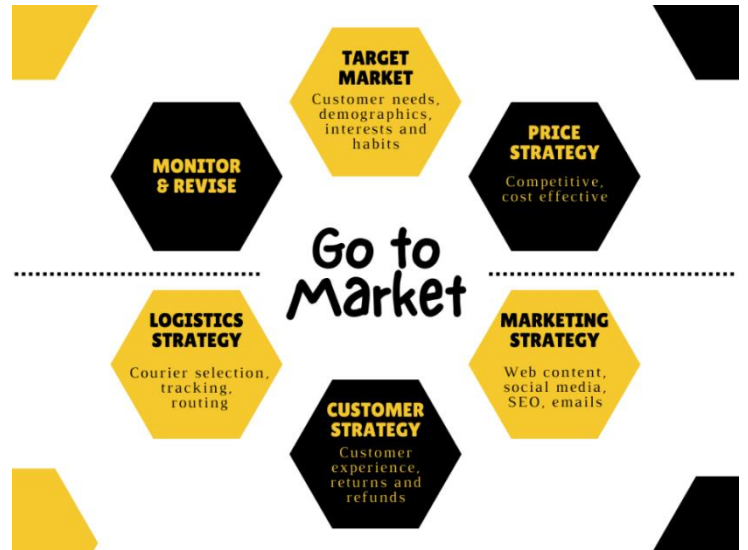 TARGET
MARKET
Customer needs,
demographics,
interests and
habits
PRICE
STRATEGY
Competitive,
cost effective
MARKETING
STRATEGY
Web content,
social media,
SEO, emails
CUSTOMER
STRATEGY
Customer
experience,
returns and
refunds
LOGISTICS
STRATEGY
Courier selection,
tracking,
routing
MONITOR
& REVISE
Go to
Market